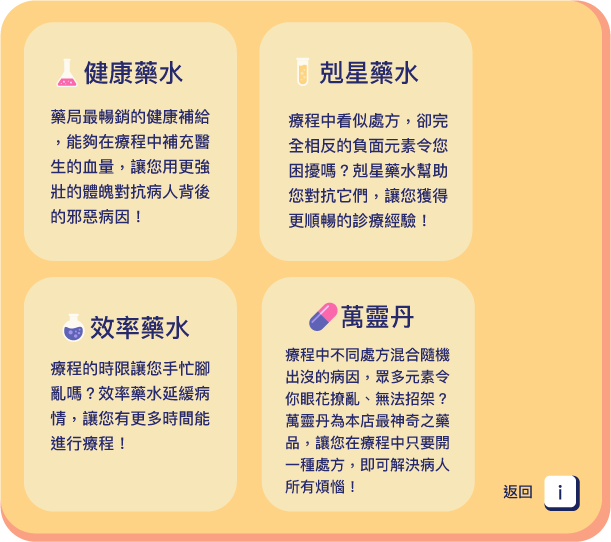 健康藥水
藥局最暢銷的健康補給
，能夠在療程中補充醫
生的血量，讓您用更強
壯的體魄對抗病人背後
的邪惡病因！
剋星藥水
療程中看似處方，卻完
全相反的負面元素令您
困擾嗎？剋星藥水幫助
您對抗它們，讓您獲得
更順暢的診療經驗！
效率藥水
療程的時限讓您手忙腳
亂嗎？效率藥水延緩病
情，讓您有更多時間能
進行療程！
萬靈丹
療程中不同處方混合隨機
出沒的病因，眾多元素令
你眼花撩亂、無法招架？
萬靈丹為本店最神奇之藥
品，讓您在療程中只要開
一種處方，即可解決病人
所有煩惱！
返回
i